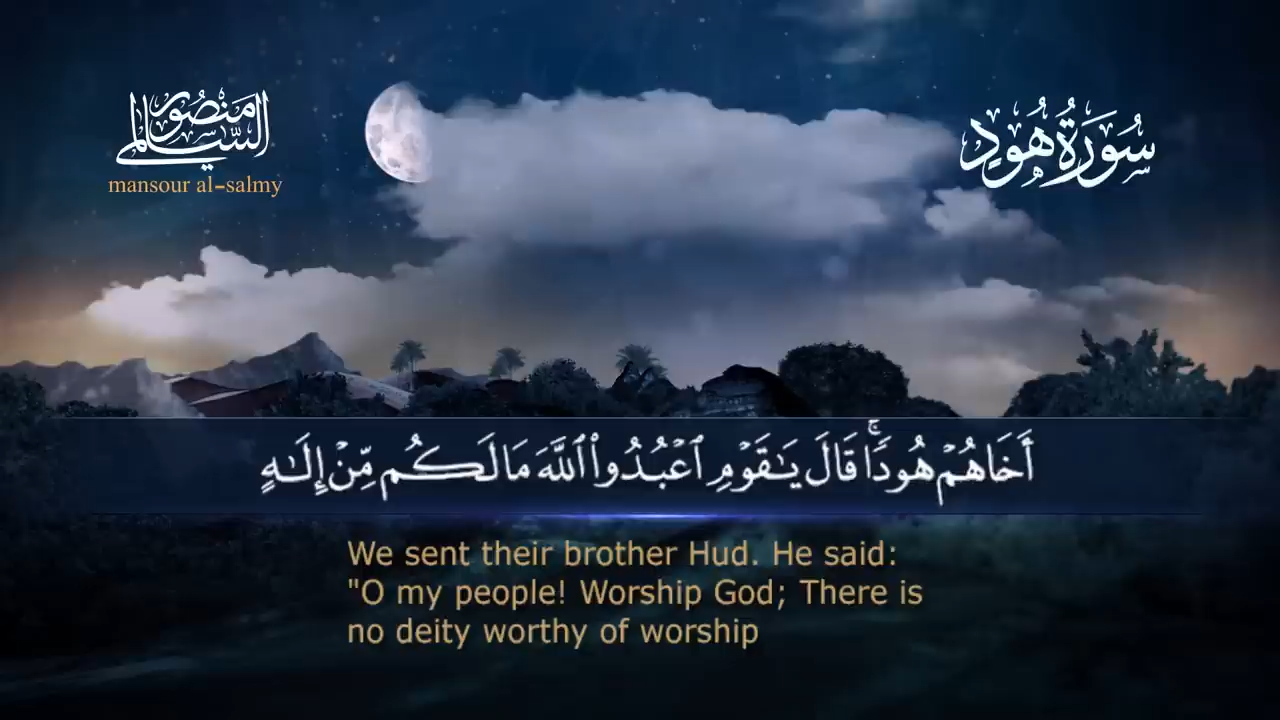 منصور السالمي
mansour al-salmy
سُورَةُ هُودٍ
أَخَاهُمْ هُودًاۚ قَالَ يَٰقَوْمِ ٱعْبُدُوا۟ ٱللَّهَ مَا لَكُم مِّنْ إِلَٰهٍ
We sent their brother Hud. He said:
"O my people! Worship God; There is
no deity worthy of worship